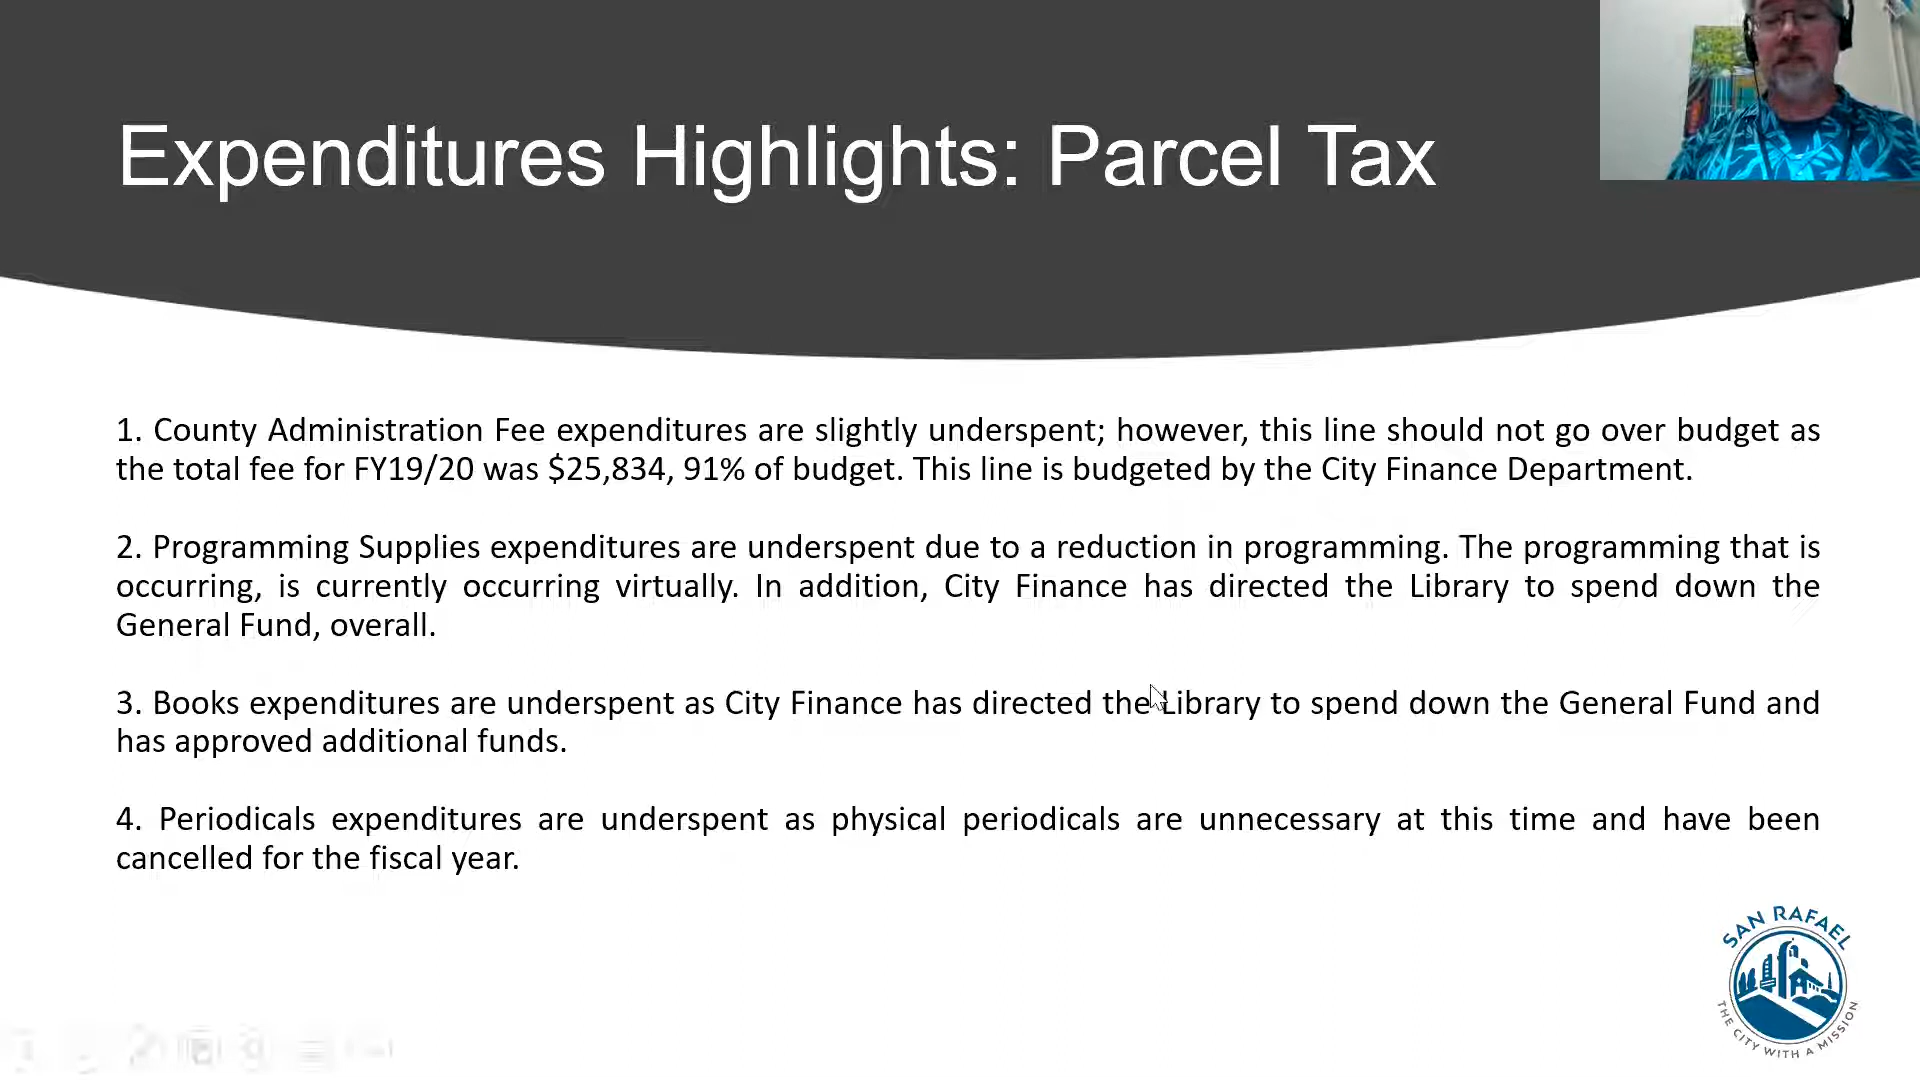 Expenditures Highlights: Parcel Tax
1. County Administration Fee expenditures are slightly underspent; however, this line should not go over budget as
the total fee for FY19/20 was $25,834, 91% of budget. This line is budgeted by the City Finance Department.
2. Programming Supplies expenditures are underspent due to a reduction in programming. The programming that is
occurring, is currently occurring virtually. In addition, City Finance has directed the Library to spend down the
General Fund, overall.
3. Books expenditures are underspent as City Finance has directed the Library to spend down the General Fund and
has approved additional funds.
4. Periodicals expenditures are underspent as physical periodicals are unnecessary at this time and have been
cancelled for the fiscal year.
SAN RAFAEL
THE CITY WITH A MISSION